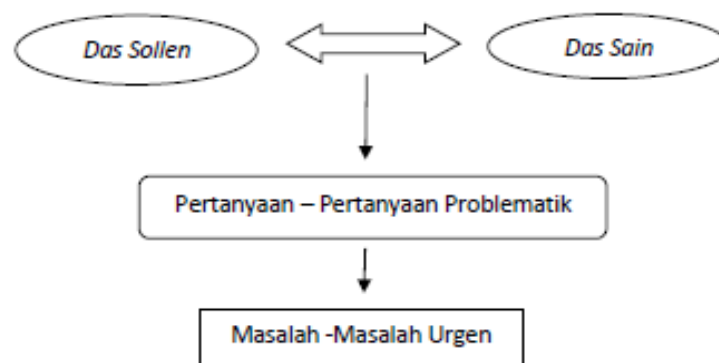 Das Sollen
Das Sain
Pertanyaan – Pertanyaan Problematik
Masalah -Masalah Urgen